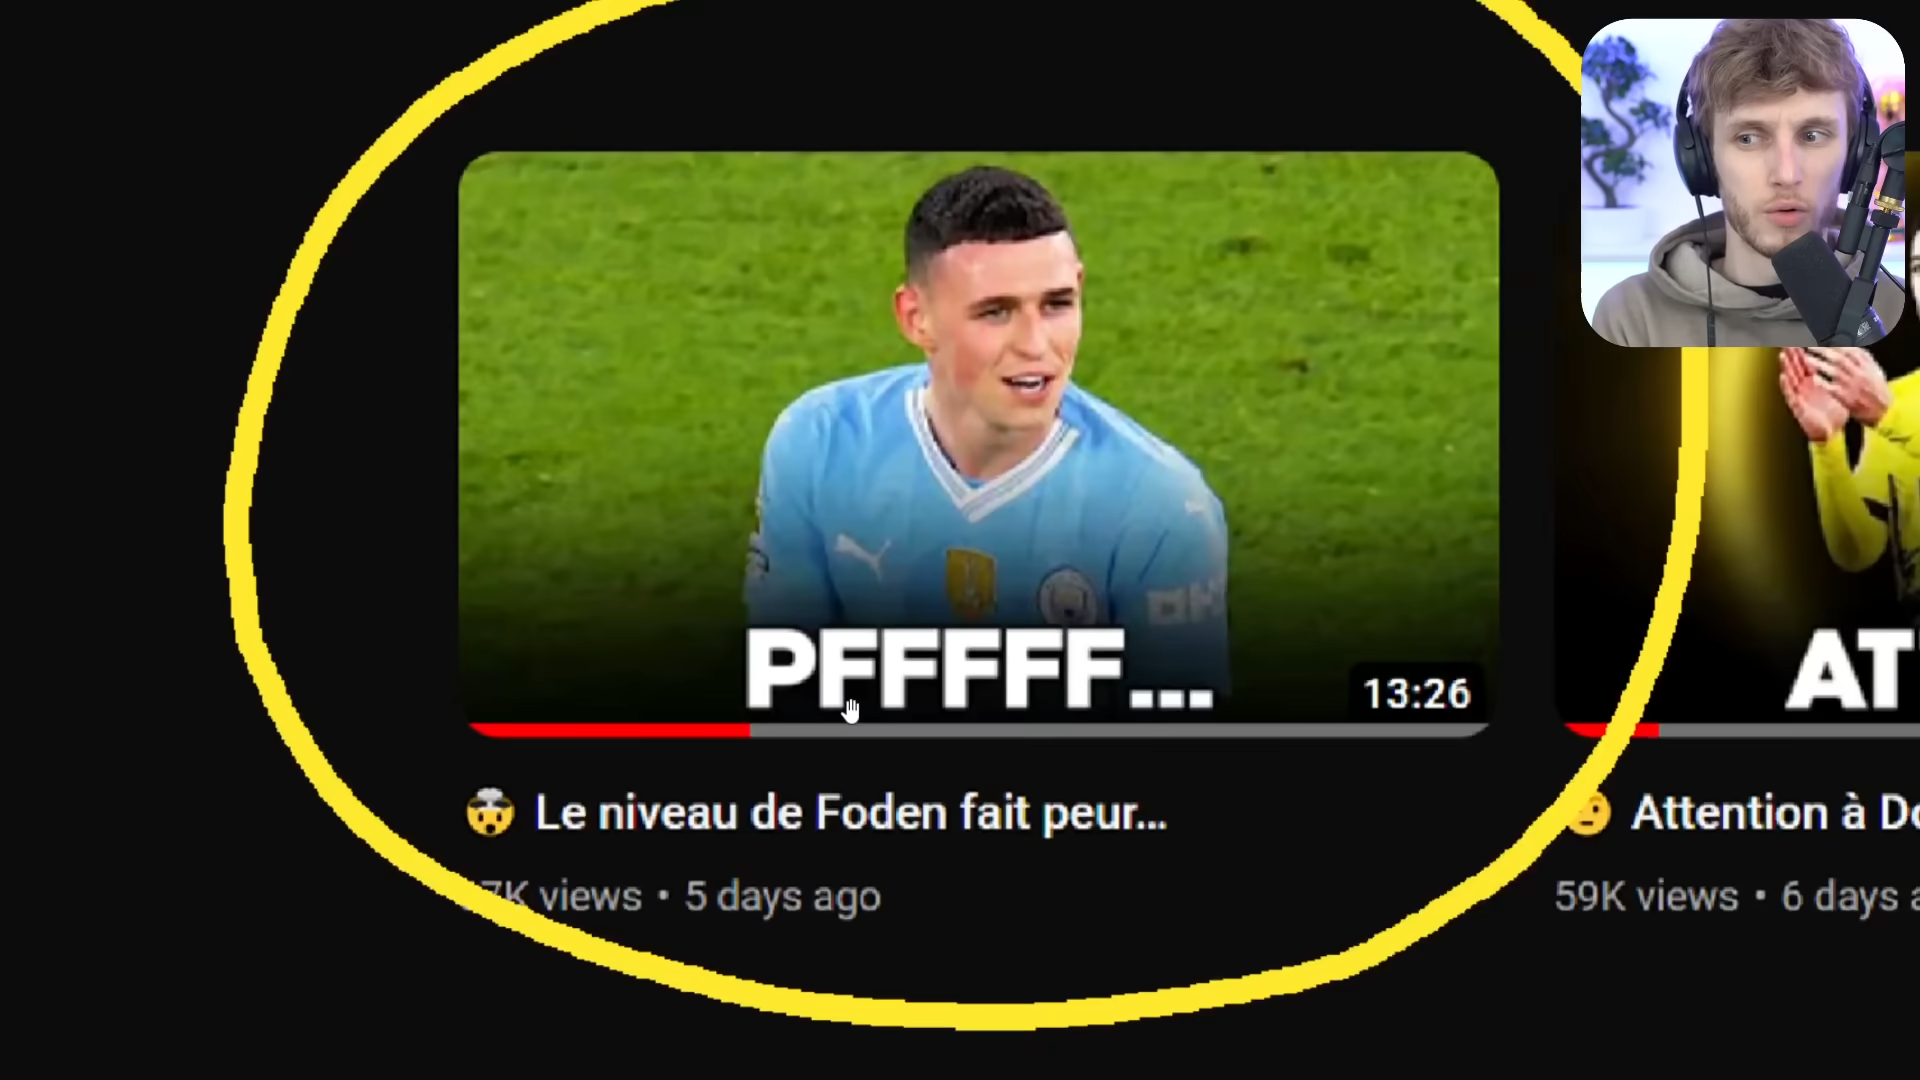 PFFFFF...
13:26
🤯 Le niveau de Foden fait peur...
views • 5 days ago
AT
Attention à Do
59K views • 6 days a